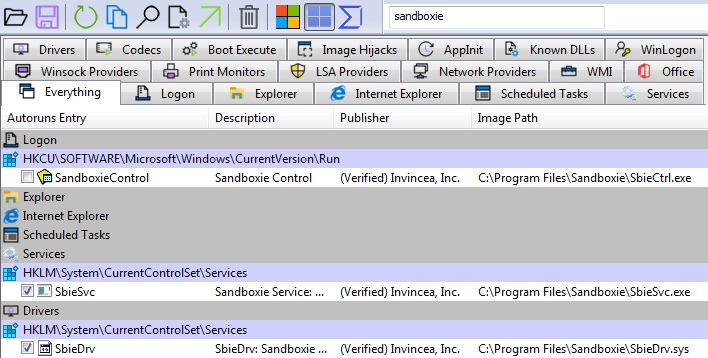 sandboxie
Drivers Codecs Boot Execute Image Hijacks AppInit Known DLLs WinLogon
Winsock Providers Print Monitors LSA Providers Network Providers WMI Office
Everything Logon Explorer Internet Explorer Scheduled Tasks Services
Autoruns Entry Description Publisher Image Path
Logon
HKCU\SOFTWARE\Microsoft\Windows\CurrentVersion\Run
SandboxieControl Sandboxie Control (Verified) Invincea, Inc. C:\Program Files\Sandboxie\SbieCtrl.exe
Explorer
Internet Explorer
Scheduled Tasks
Services
HKLM\System\CurrentControlSet\Services
SbieSvc Sandboxie Service: ... (Verified) Invincea, Inc. C:\Program Files\Sandboxie\SbieSvc.exe
Drivers
HKLM\System\CurrentControlSet\Services
SbieDrv SbieDrv: Sandboxie ... (Verified) Invincea, Inc. C:\Program Files\Sandboxie\SbieDrv.sys